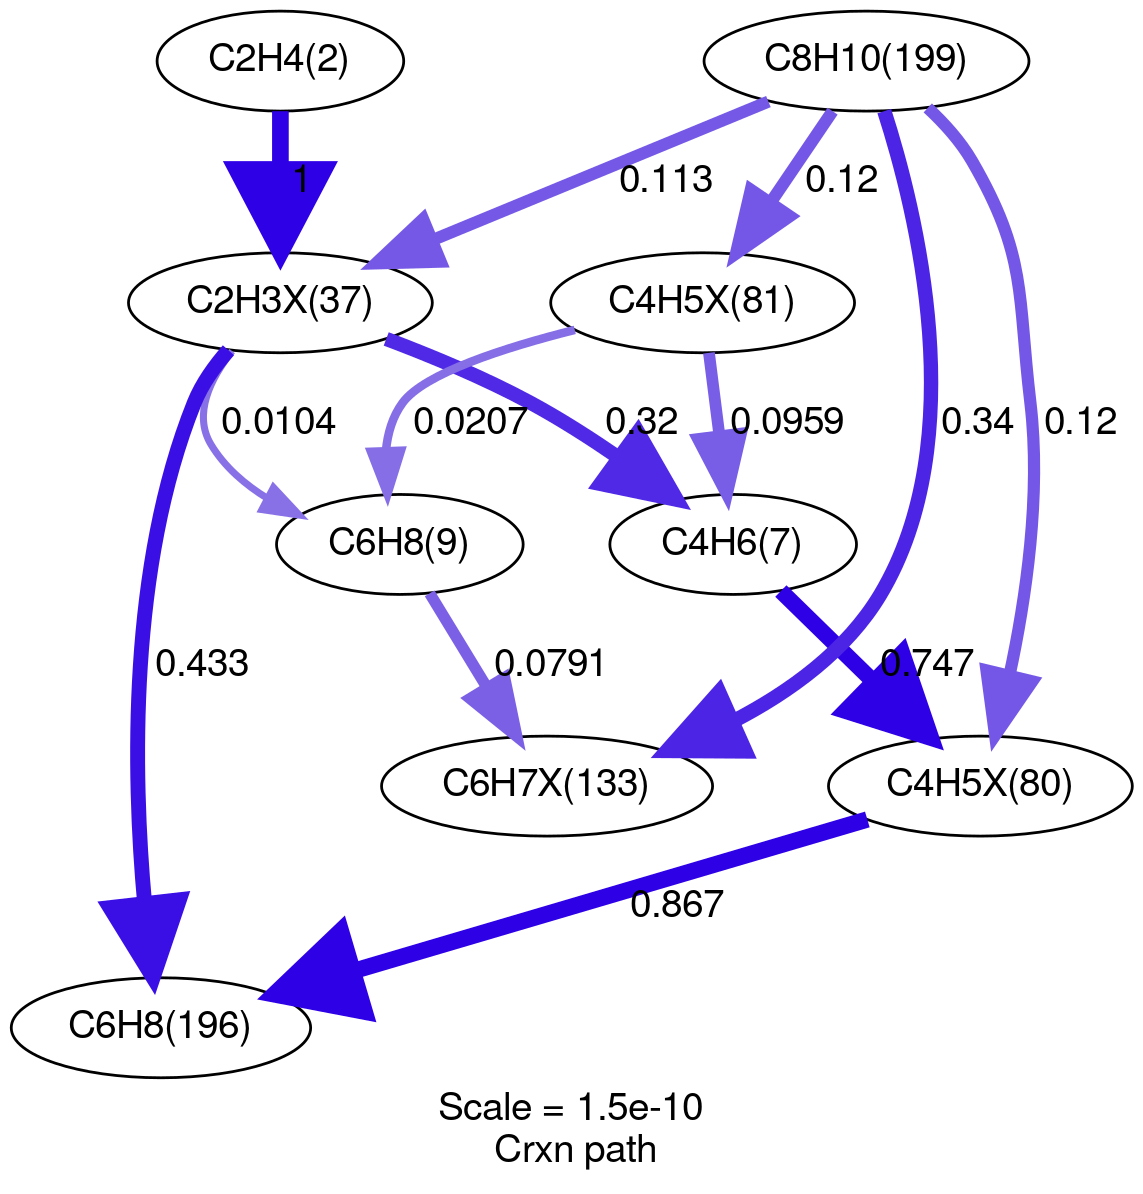 C2H4(2)
C8H10(199)
1
0.113
0.12
C2H3X(37)
C4H5X(81)
0.0104
0.0207
0.32
0.0959
0.34
0.12
C6H8(9)
C4H6(7)
0.433
0.0791
0.747
C6H7X(133)
C4H5X(80)
0.867
C6H8(196)
Scale = 1.5e-10
Crxn path